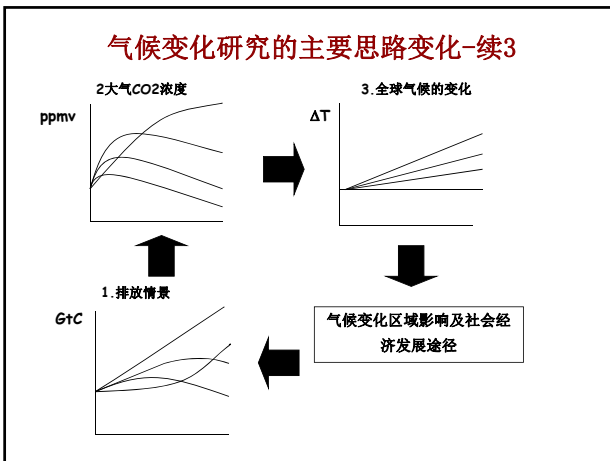 气候变化研究的主要思路变化-续3
2大气CO2浓度
ppmv
3.全球气候的变化
ΔT
1.排放情景
GtC
气候变化区域影响及社会经
济发展途径